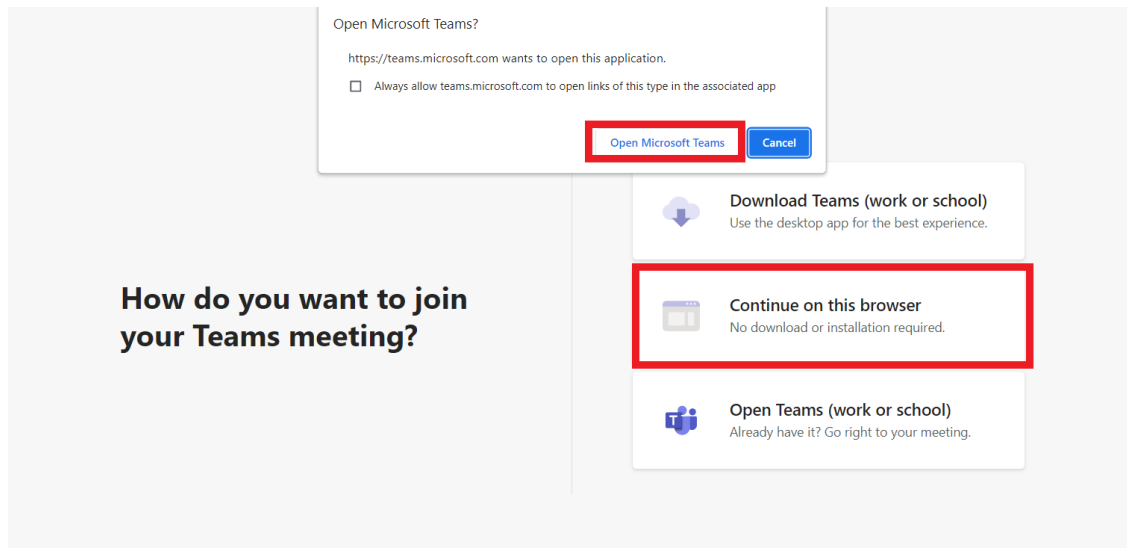 Open Microsoft Teams?
https://teams.microsoft.com wants to open this application.
Always allow teams.microsoft.com to open links of this type in the associated app
Open Microsoft Teams
Cancel
How do you want to join
your Teams meeting?
Download Teams (work or school)
Use the desktop app for the best experience.
Continue on this browser
No download or installation required.
Open Teams (work or school)
Already have it? Go right to your meeting.